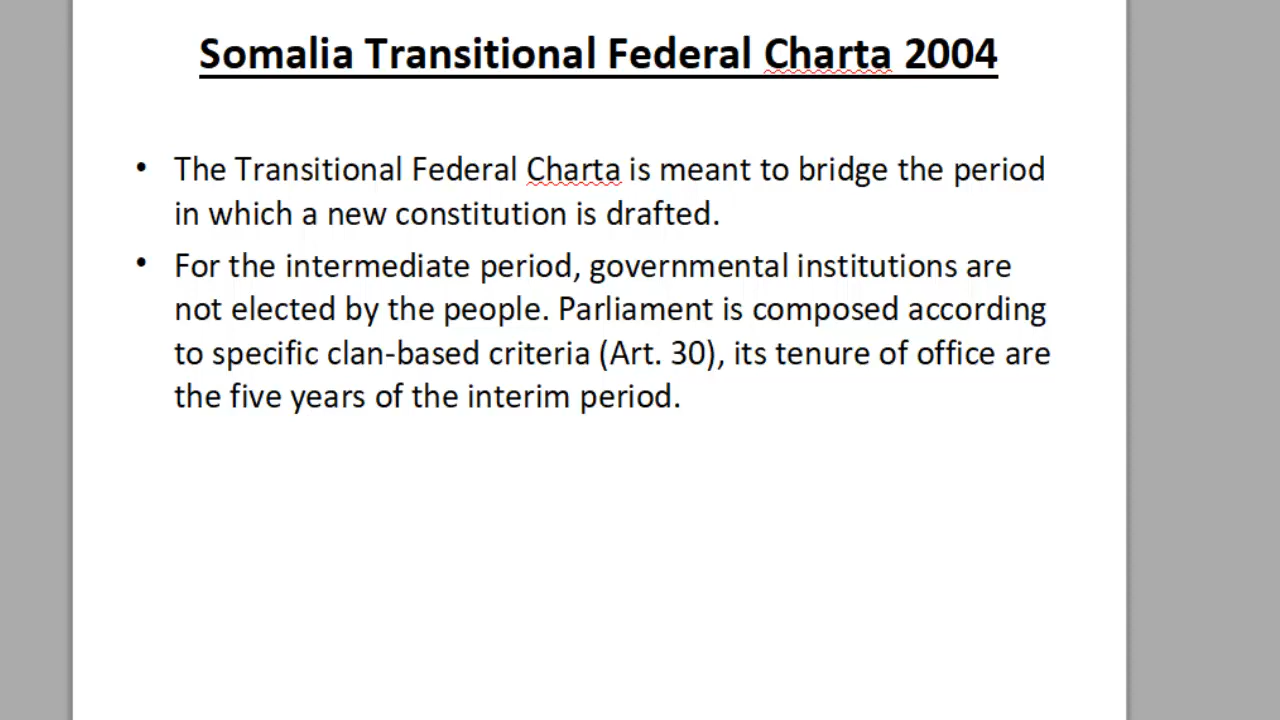 Somalia Transitional Federal Charta 2004
• The Transitional Federal Charta is meant to bridge the period
in which a new constitution is drafted.
• For the intermediate period, governmental institutions are
not elected by the people. Parliament is composed according
to specific clan-based criteria (Art. 30), its tenure of office are
the five years of the interim period.